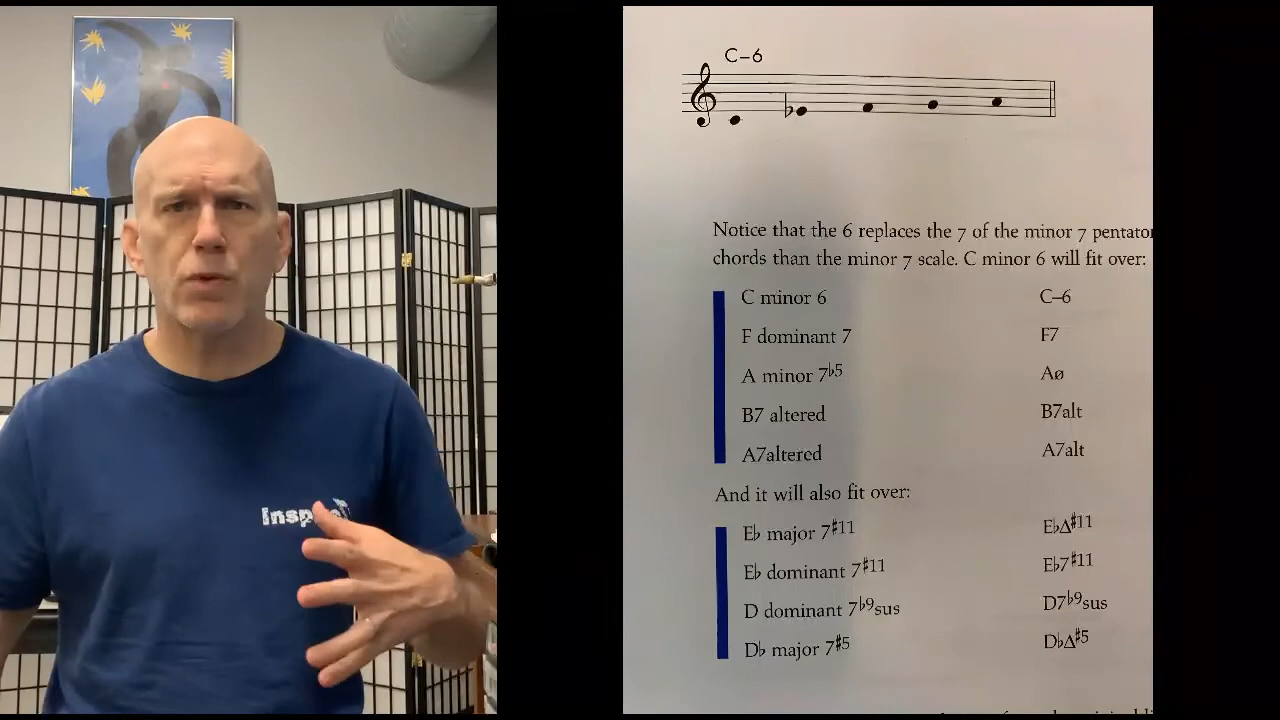 C–6
Notice that the 6 replaces the 7 of the minor 7
chords than the minor 7 scale. C minor 6 will fit over:
C minor 6 C–6
F dominant 7 F7
A minor 7♭5 Aø
B7 altered B7alt
A7altered A7alt
And it will also fit over:
E♭ major 7♯11 E♭Δ♯11
E♭ dominant 7♯11 E♭7♯11
D dominant 7♭9sus D7♭9sus
D♭ major 7♯5 D♭Δ♯5